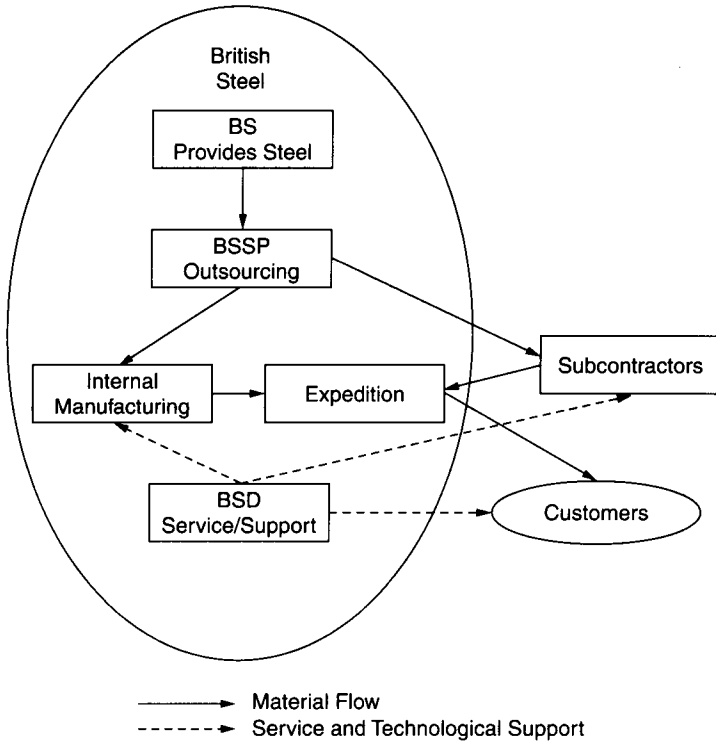 British
Steel
BS
Provides Steel
BSSP
Outsourcing
Internal
Manufacturing
Expedition
Subcontractors
BSD
Service/Support
Customers
Material Flow
Service and Technological Support